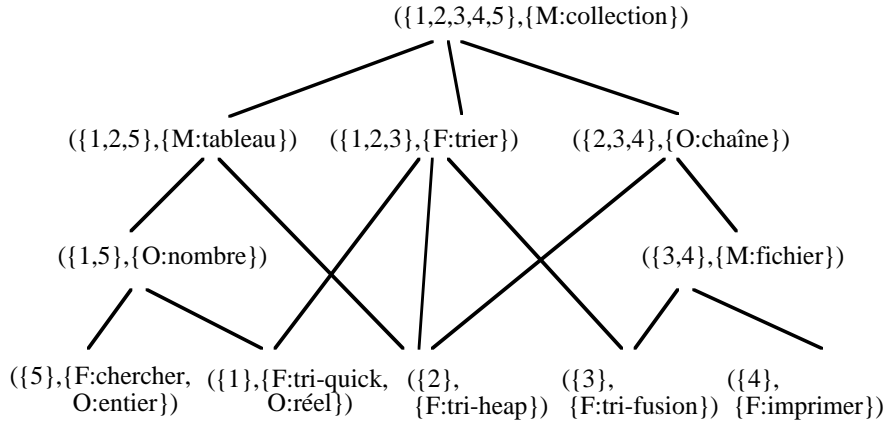 ({1,2,3,4,5},{M:collection})
({1,2,5},{M:tableau}) ({1,2,3},{F:trier}) ({2,3,4},{O:chaîne})
({1,5},{O:nombre}) ({3,4},{M:fichier})
({5},{F:chercher, ({1},{F:tri-quick, ({2}, ({3}, ({4},
O:entier}) O:réel}) {F:tri-heap}) {F:tri-fusion}) {F:imprimer})